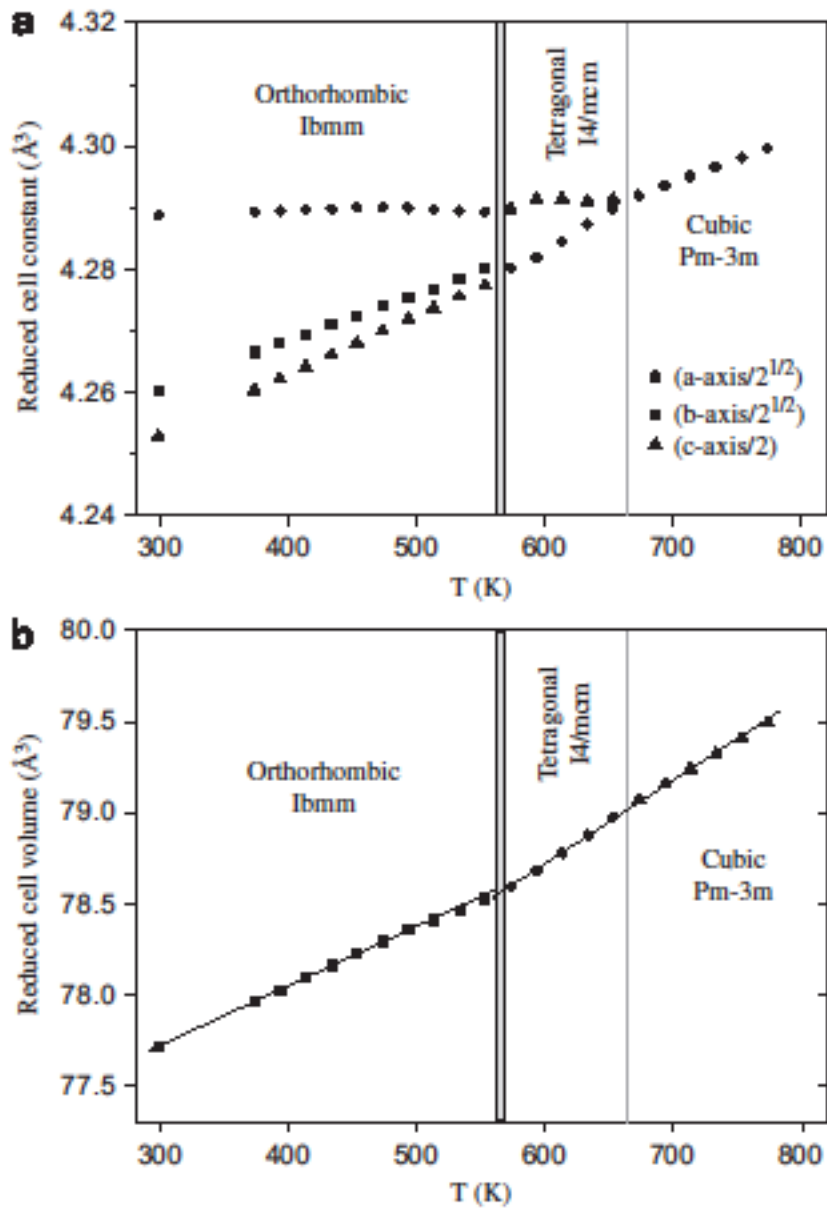 a
4.32
4.30
4.28
4.26
4.24
Reduced cell constant (Å³)
Orthorhombic
Ibmm
Tetragonal
I4/mcm
Cubic
Pm-3m
(a-axis/2^1/2)
(b-axis/2^1/2)
(c-axis/2)
300 400 500 600 700 800
T (K)
b
80.0
79.5
79.0
78.5
78.0
77.5
Reduced cell volume (Å³)
Orthorhombic
Ibmm
Tetragonal
I4/mcm
Cubic
Pm-3m
300 400 500 600 700 800
T (K)